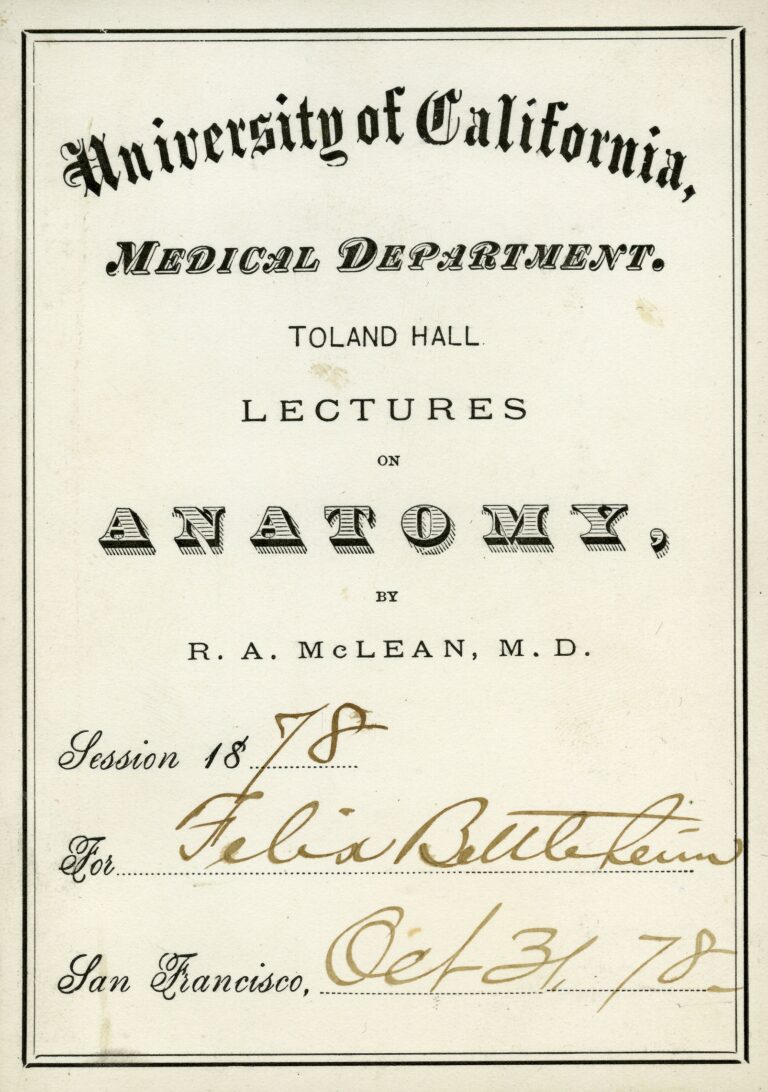 University of California,
MEDICAL DEPARTMENT.
TOLAND HALL
LECTURES
ON
ANATOMY,
BY
R. A. McLEAN, M. D.
Session 1878
For Felix Bettleheim
San Francisco, Oct 31, 78